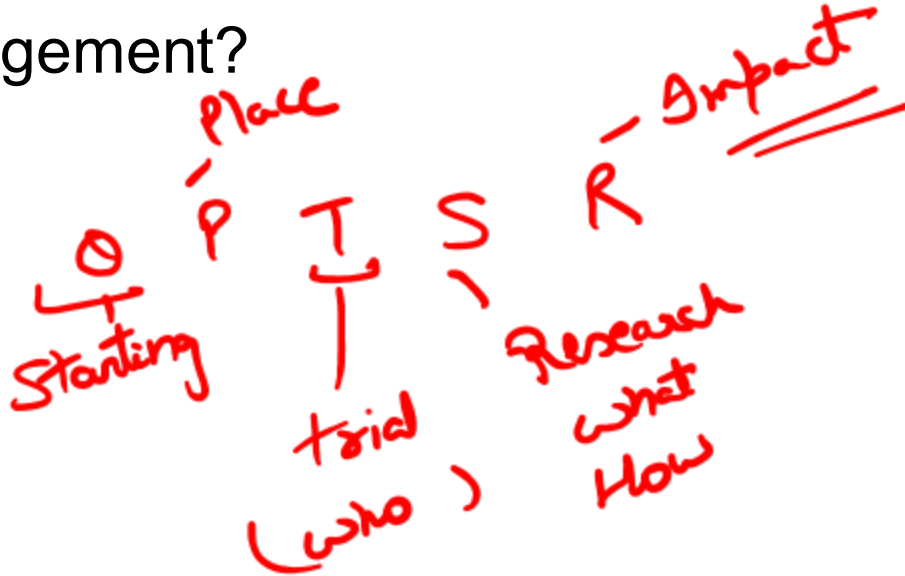 gement?
Place
Impact
O P T S R
Starting
Research
what
How
trial
(who)